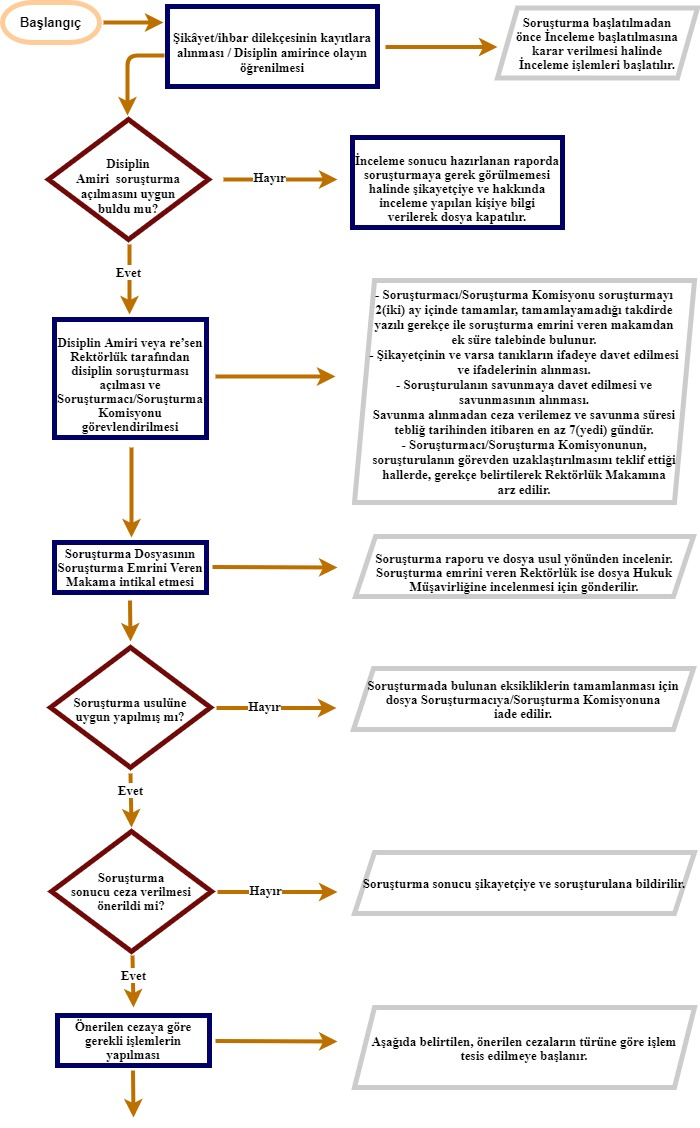 Başlangıç
Şikâyet/ihbar dilekçesinin kayıtlara
alınması / Disiplin amirince olayın
öğrenilmesi
Soruşturma başlatılmadan
önce İnceleme başlatılmasına
karar verilmesi halinde
İnceleme işlemleri başlatılır.
Disiplin
Amiri soruşturma
açılmasını uygun
buldu mu?
Hayır
İnceleme sonucu hazırlanan raporda
soruşturmaya gerek görülmemesi
halinde şikayetçiye ve hakkında
inceleme yapılan kişiye bilgi
verilerek dosya kapatılır.
Evet
Disiplin Amiri veya re'sen
Rektörlük tarafından
disiplin soruşturması
açılması ve
Soruşturmacı/Soruşturma
Komisyonu
görevlendirilmesi
- Soruşturmacı/Soruşturma Komisyonu soruşturmayı
2(iki) ay içinde tamamlar, tamamlayamadığı takdirde
yazılı gerekçe ile soruşturma emrini veren makamdan
ek süre talebinde bulunur.
- Şikayetçinin ve varsa tanıkların ifadeye davet edilmesi
ve ifadelerinin alınması.
- Soruşturulanın savunmaya davet edilmesi ve
savunmasının alınması.
Savunma alınmadan ceza verilemez ve savunma süresi
tebliğ tarihinden itibaren en az 7(yedi) gündür.
- Soruşturmacı/Soruşturma Komisyonunun,
soruşturulanın görevden uzaklaştırılmasını teklif ettiği
hallerde, gerekçe belirtilerek Rektörlük Makamına
arz edilir.
Soruşturma Dosyasının
Soruşturma Emrini Veren
Makama intikal etmesi
Soruşturma raporu ve dosya usul yönünden incelenir.
Soruşturma emrini veren Rektörlük ise dosya Hukuk
Müşavirliğine incelenmesi için gönderilir.
Soruşturma usulüne
uygun yapılmış mı?
Hayır
Soruşturmada bulunan eksikliklerin tamamlanması için
dosya Soruşturmacıya/Soruşturma Komisyonuna
iade edilir.
Evet
Soruşturma
sonucu ceza verilmesi
önerildi mi?
Hayır
Soruşturma sonucu şikayetçiye ve soruşturulana bildirilir.
Evet
Önerilen cezaya göre
gerekli işlemlerin
yapılması
Aşağıda belirtilen, önerilen cezaların türüne göre işlem
tesis edilmeye başlanır.